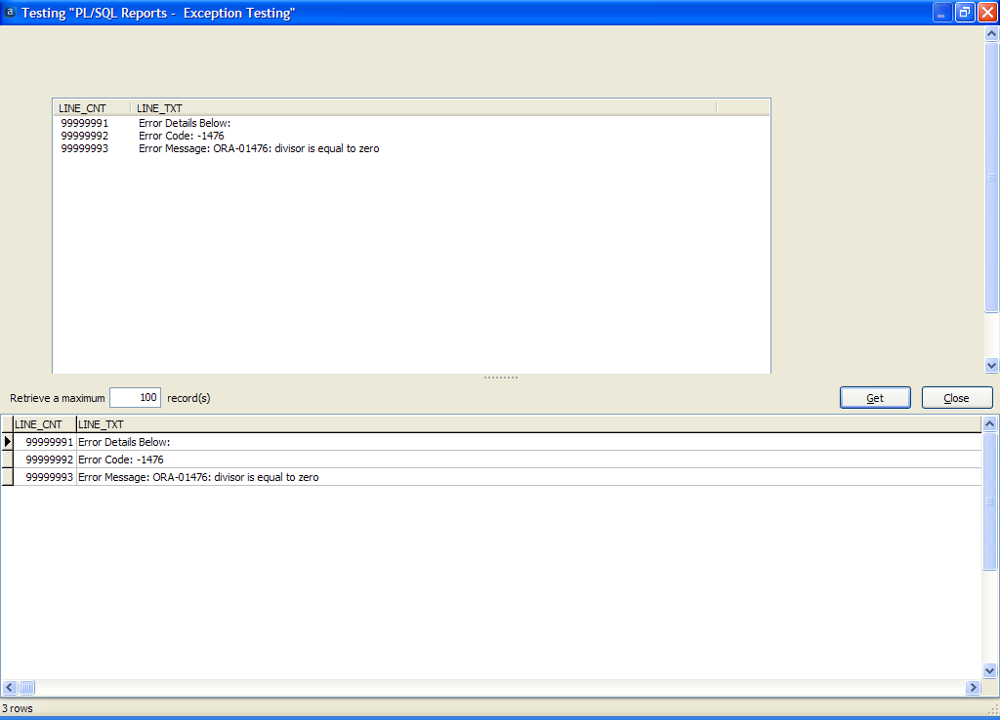 Testing "PL/SQL Reports -  Exception Testing"
LINE_CNT LINE_TXT
99999991 Error Details Below:
99999992 Error Code: -1476
99999993 Error Message: ORA-01476: divisor is equal to zero
Retrieve a maximum 100 record(s) Get Close
LINE_CNT LINE_TXT
99999991 Error Details Below:
99999992 Error Code: -1476
99999993 Error Message: ORA-01476: divisor is equal to zero
3 rows